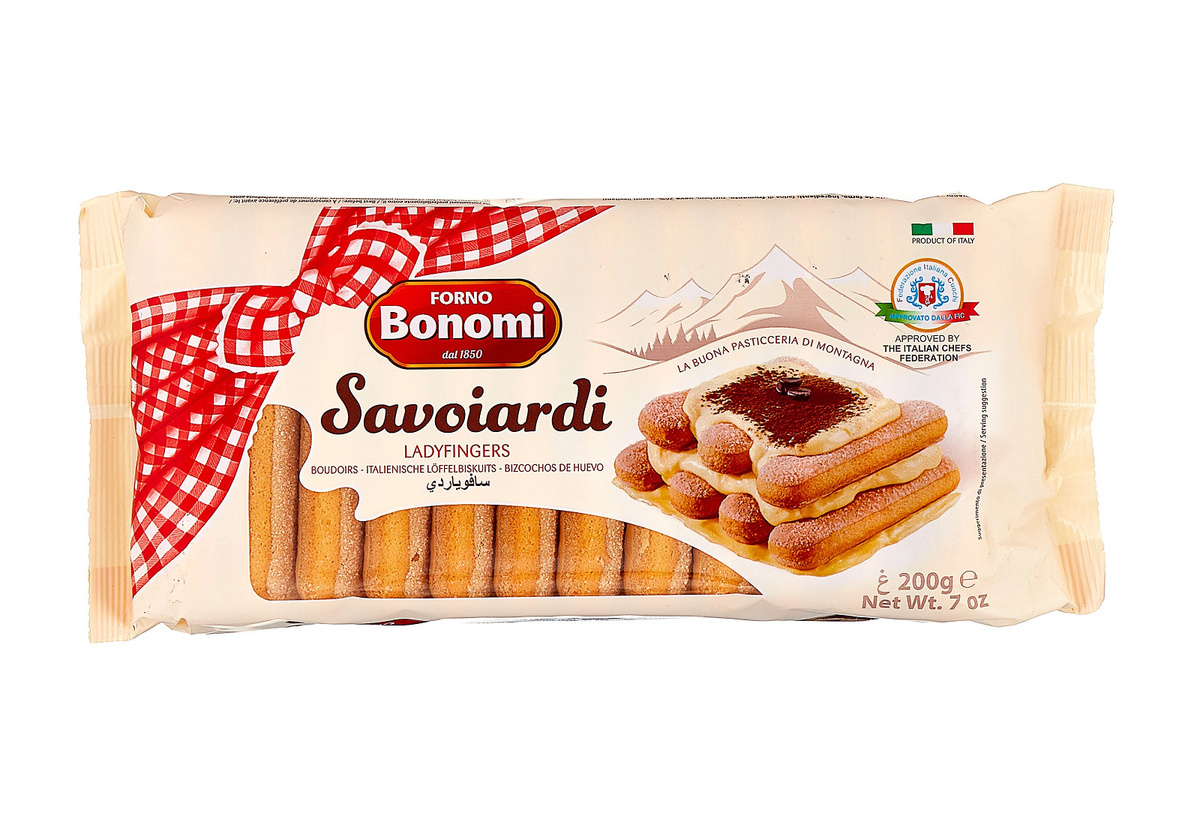 PRODUCT OF ITALY
FORNO
Bonomi
dal 1850
Savoiardi
LADYFINGERS
BOUDOIRS - ITALIENISCHE LÖFFELBISKUITS - BIZCOCHOS DE HUEVO
سافوياردي
LA BUONA PASTICCERIA DI MONTAGNA
Federazione Italiana Cuochi
APPROVATO DALLA FIC
APPROVED BY
THE ITALIAN CHEFS
FEDERATION
Suggerimento di presentazione / Serving suggestion
غ 200g e
Net Wt. 7 oz